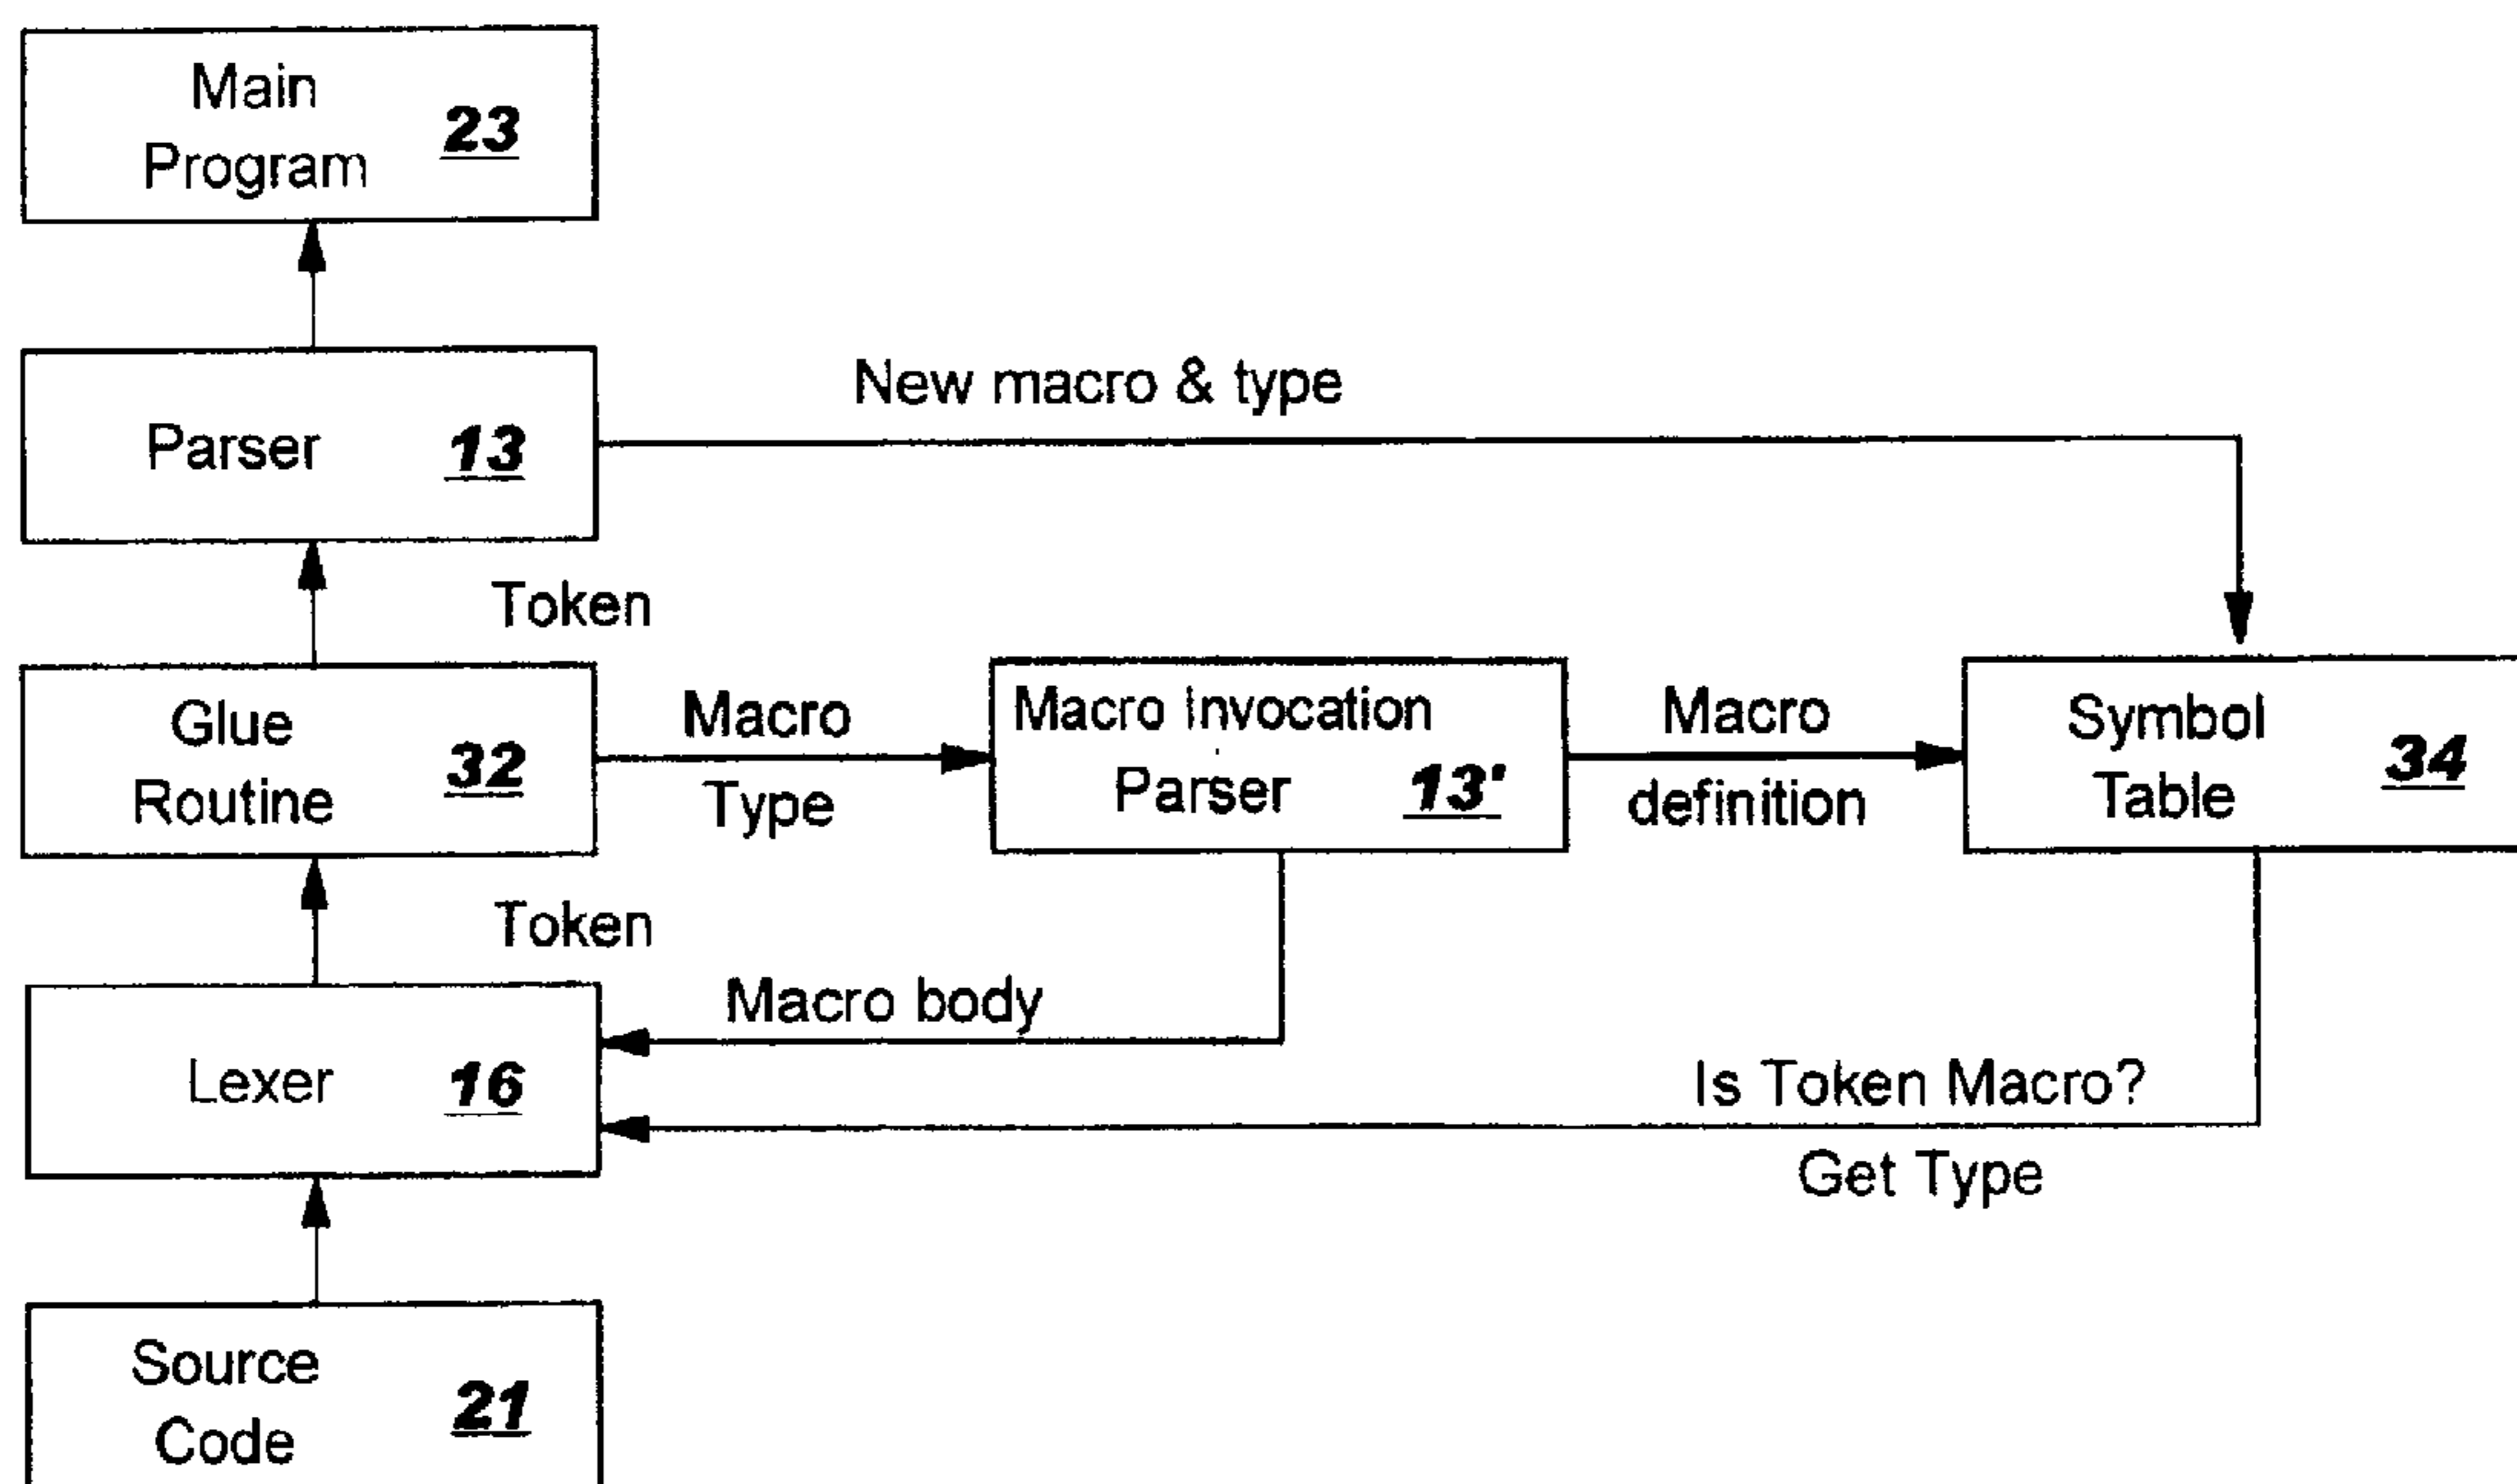 Main
Program 23
New macro & type
Parser 13
Token
Glue
Routine 32
Macro
Type
Macro Invocation
Parser 13'
Macro
definition
Symbol
Table 34
Token
Macro body
Lexer 16
Is Token Macro?
Get Type
Source
Code 21